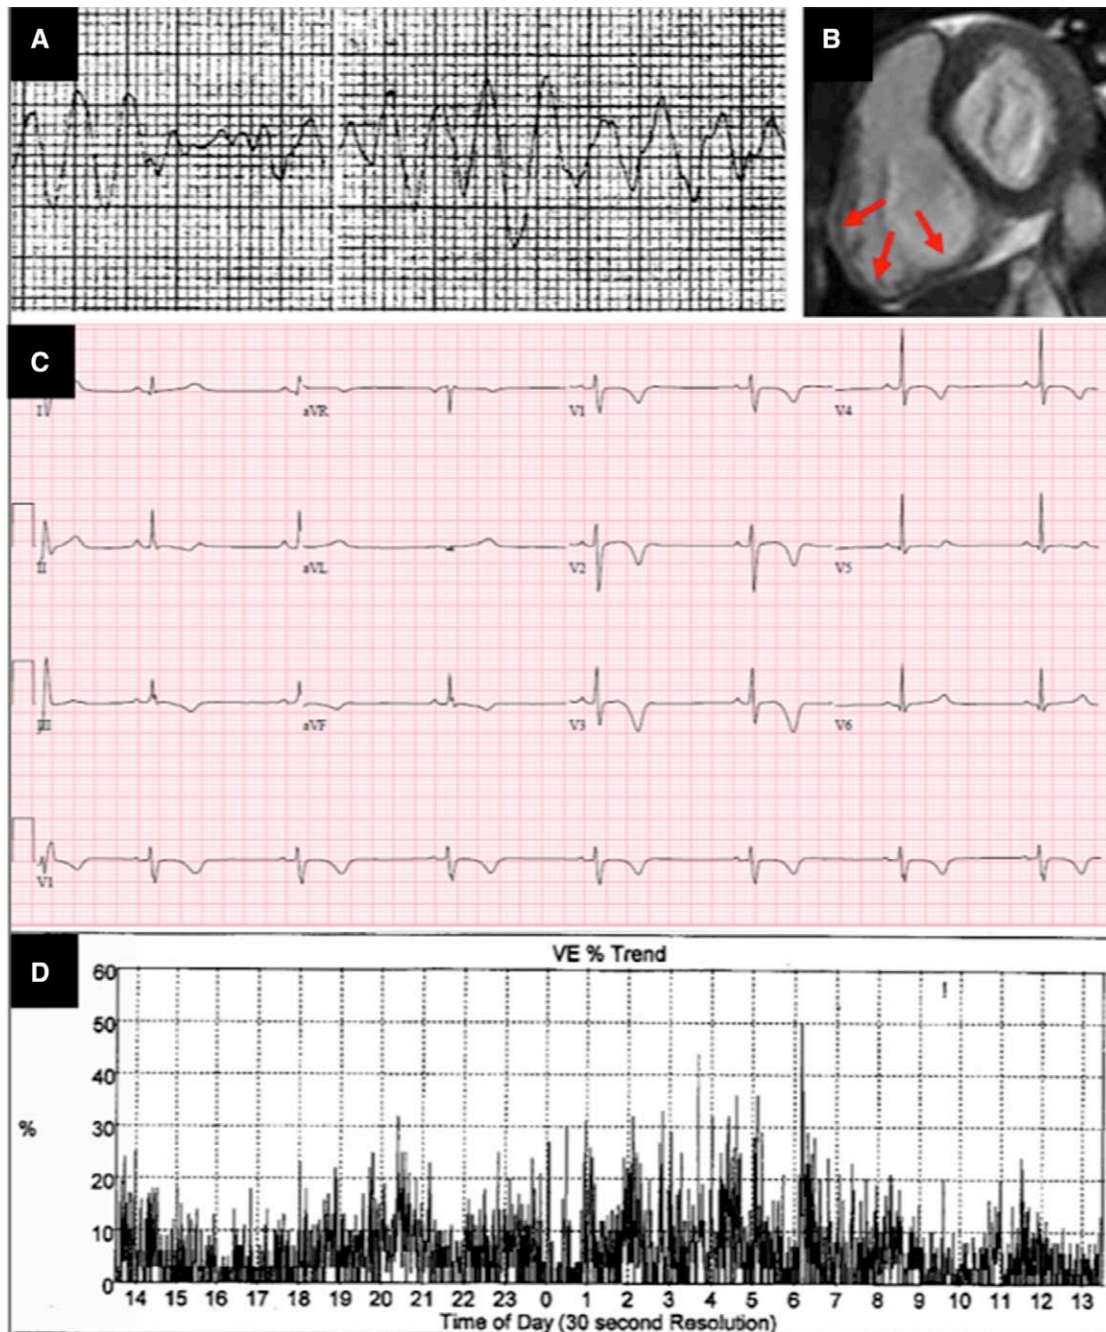 A
B
C
I aVR V1 V4
II aVL V2 V5
III aVF V3 V6
V1
D
VE % Trend
60
50
40
30
20
10
0
%
14 15 16 17 18 19 20 21 22 23 0 1 2 3 4 5 6 7 8 9 10 11 12 13
Time of Day (30 second Resolution)